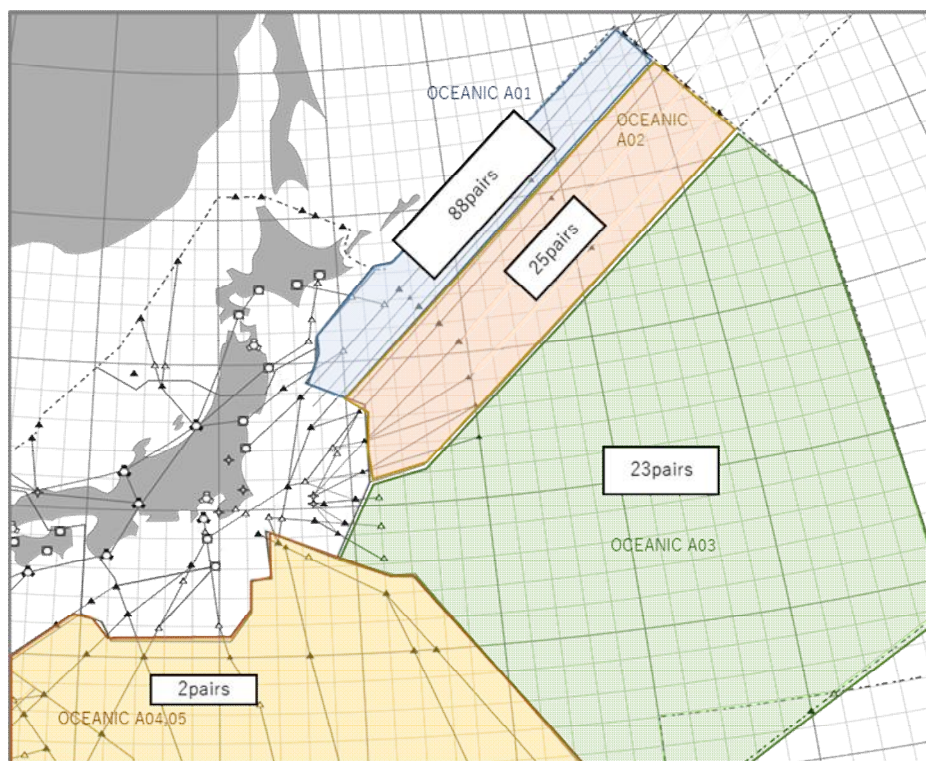 OCEANIC A01
OCEANIC
A02
88pairs
25pairs
23pairs
OCEANIC A03
2pairs
OCEANIC A04,05